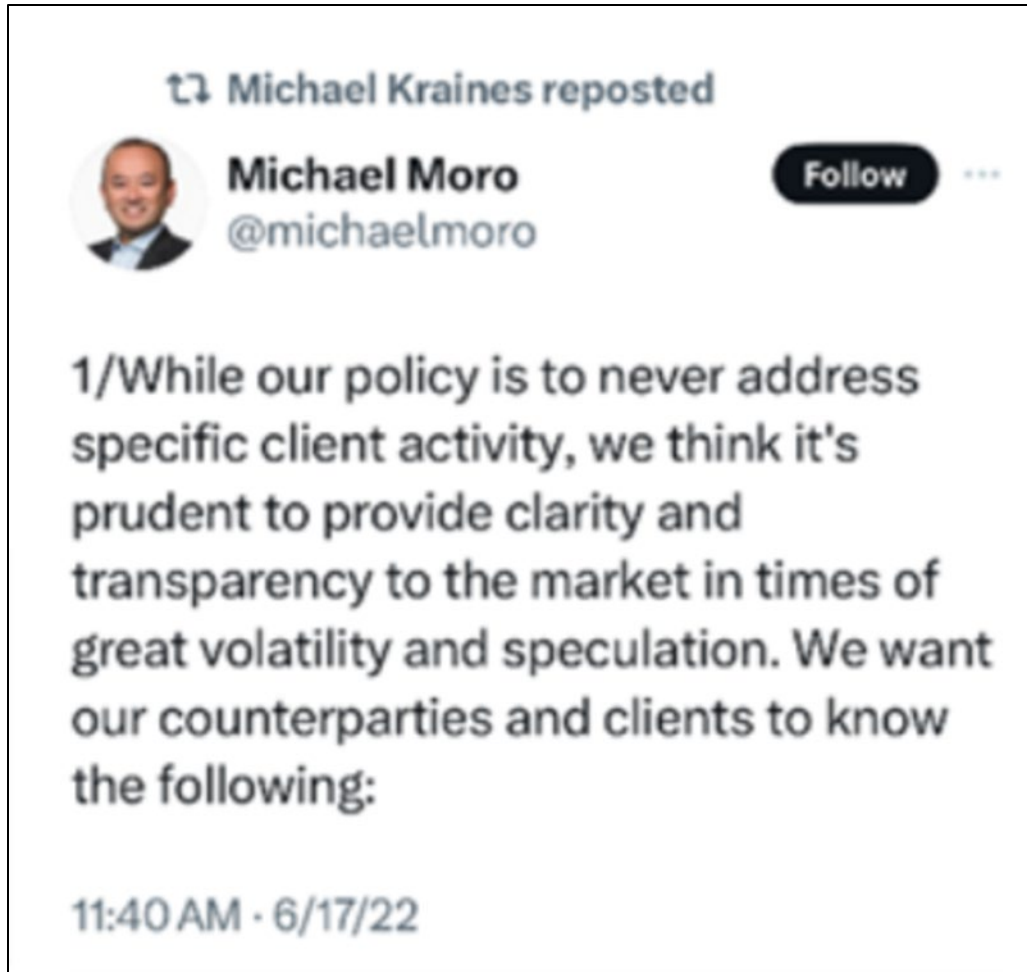 Michael Kraines reposted
Michael Moro
Follow
@michaelmoro
1/While our policy is to never address
specific client activity, we think it's
prudent to provide clarity and
transparency to the market in times of
great volatility and speculation. We want
our counterparties and clients to know
the following:
11:40 AM · 6/17/22